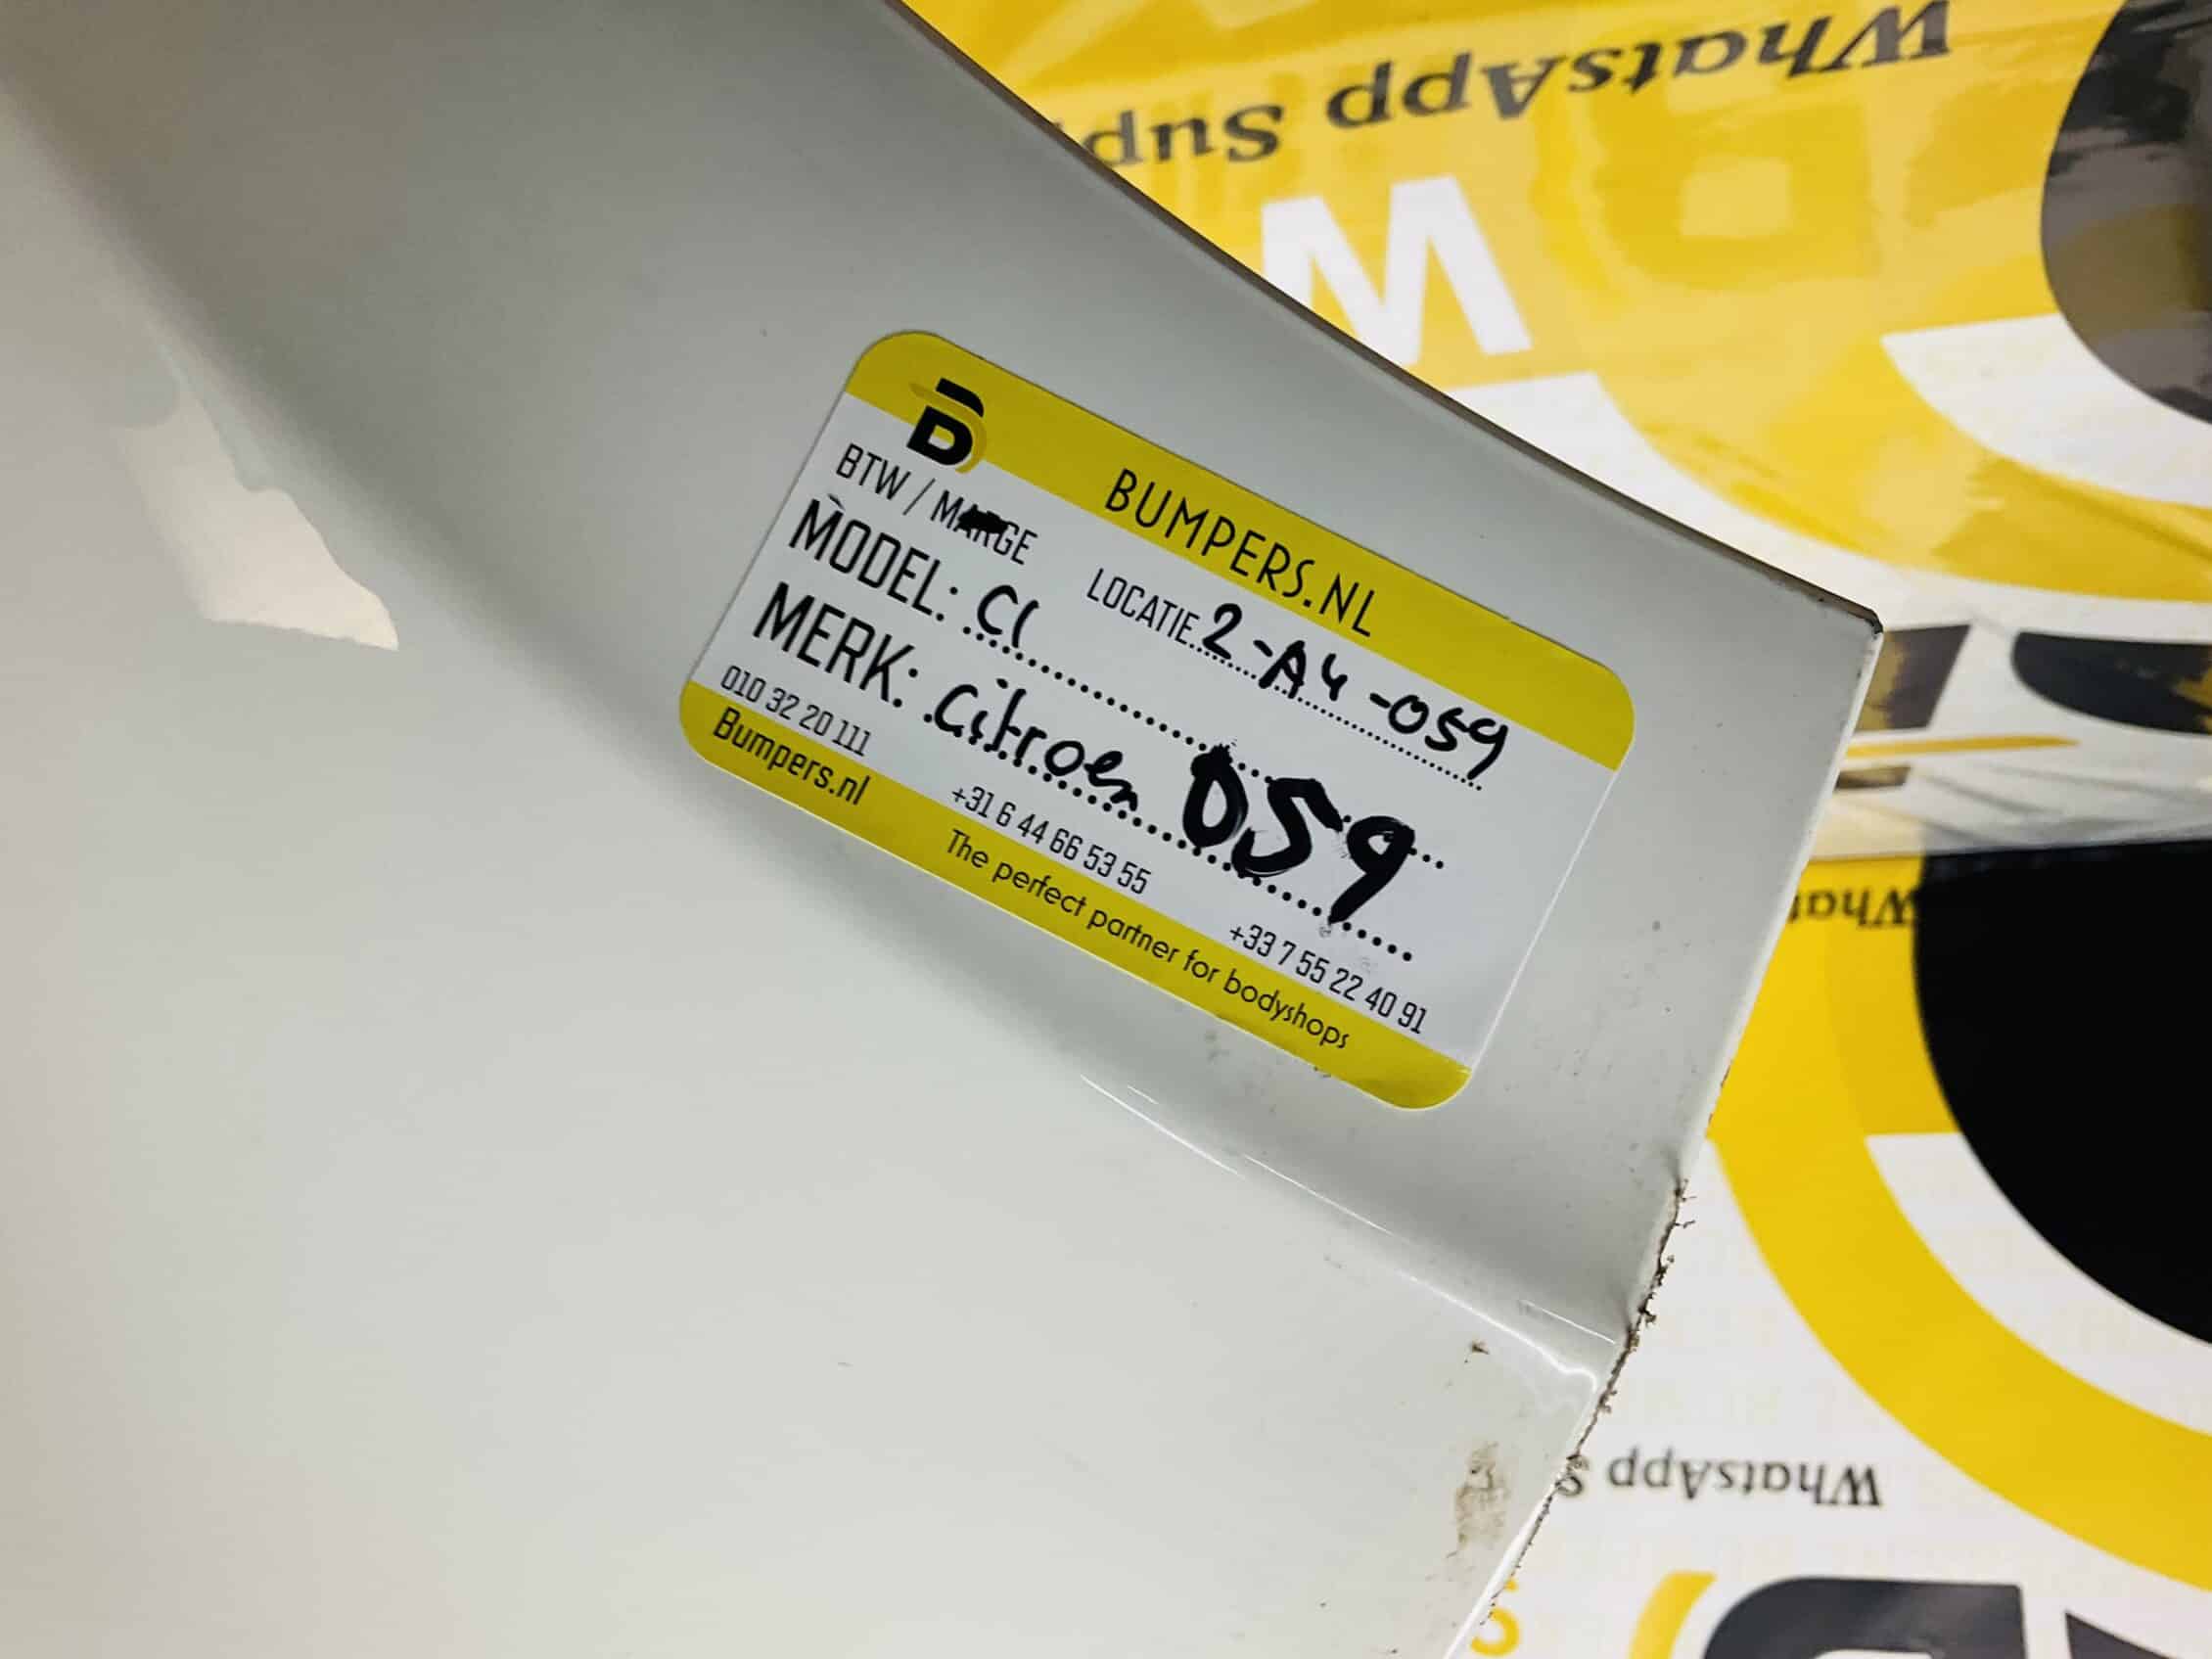 WhatsApp Supp
W
B
BUMPERS.NL
BTW / MARGE
LOCATIE 2-A4-059
MODEL: C1
MERK: Citroen 059
010 32 20 111
+31 6 44 66 53 55
+33 7 55 22 40 91
Bumpers.nl
The perfect partner for bodyshops
What
WhatsApp S